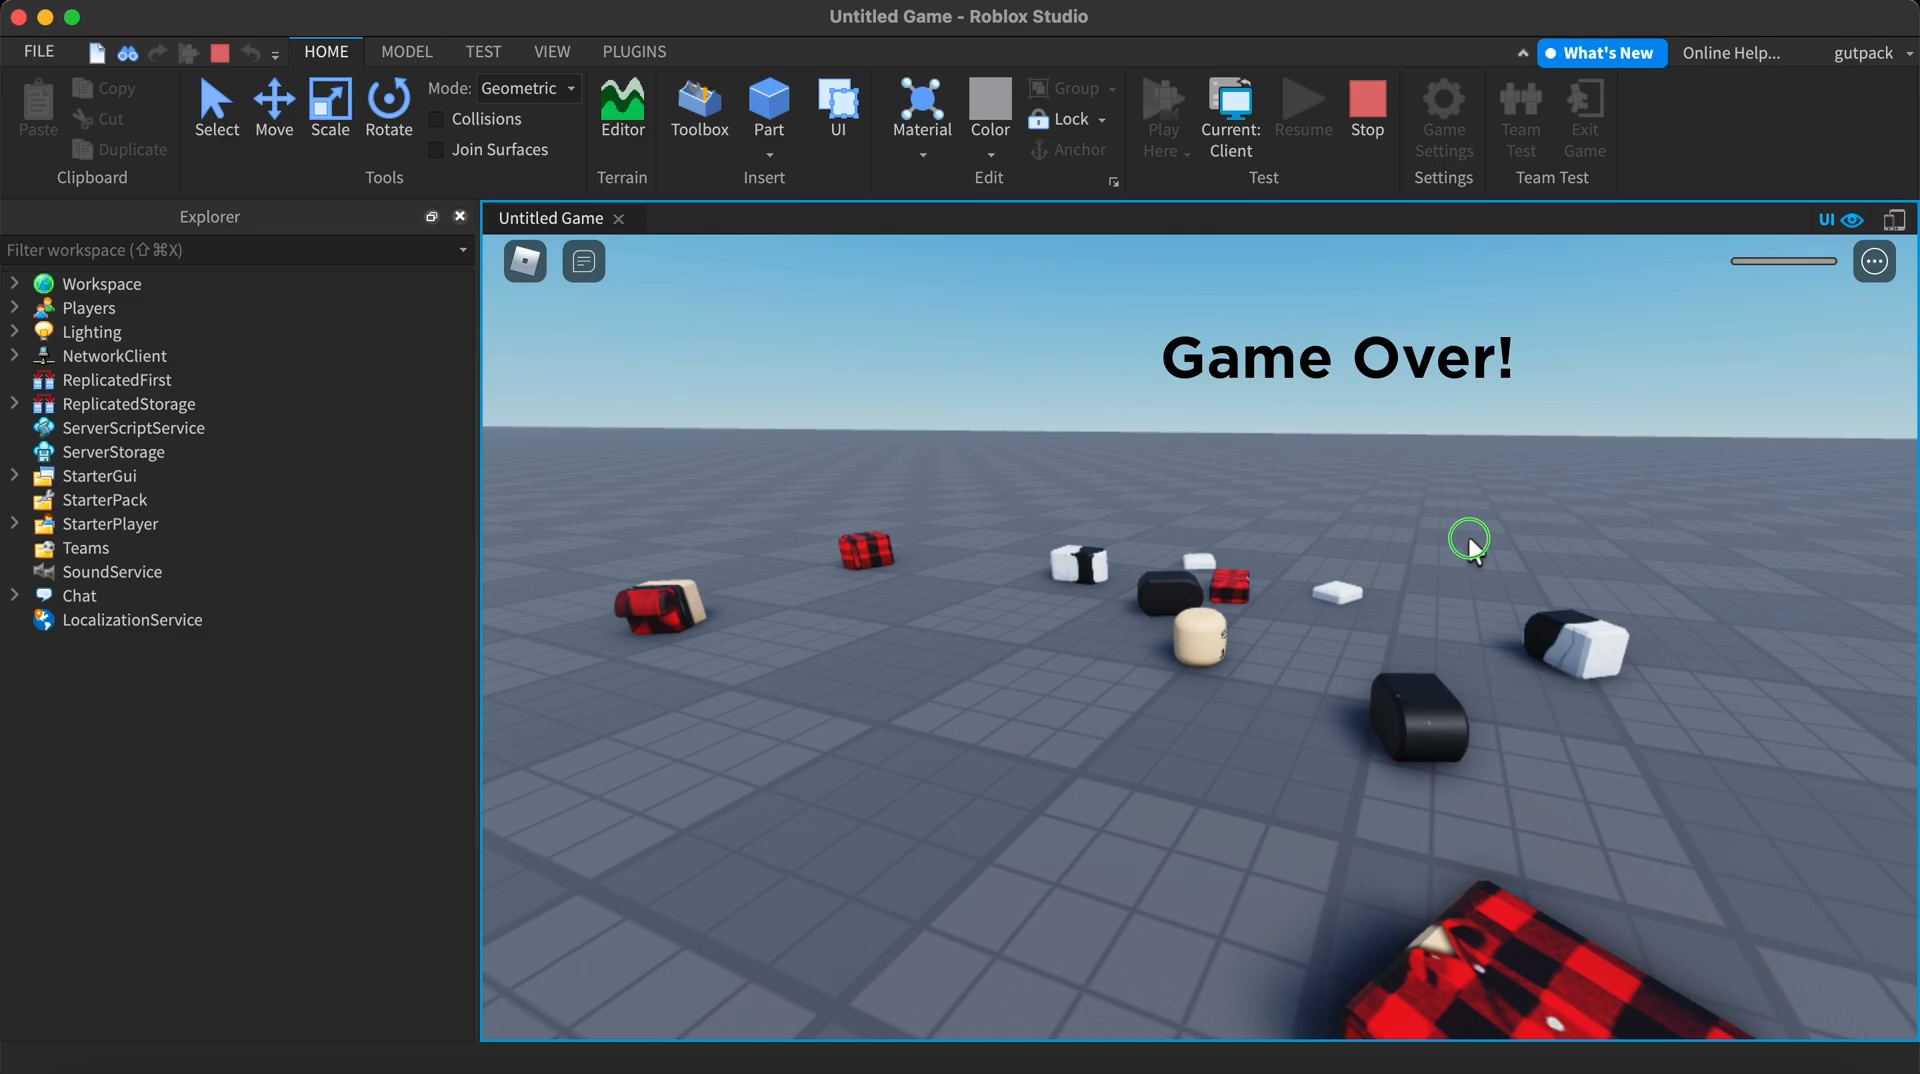 Untitled Game - Roblox Studio
FILE HOME MODEL TEST VIEW PLUGINS What's New Online Help... gutpack
Paste Copy Cut Duplicate
Clipboard
Select Move Scale Rotate
Mode: Geometric
Collisions
Join Surfaces
Tools
Editor
Terrain
Toolbox Part UI
Insert
Material Color
Group
Lock
Anchor
Edit
Play Here
Current: Client
Resume Stop
Test
Game Settings
Settings
Team Test
Exit Game
Team Test
Explorer
Filter workspace (⇧⌘X)
Workspace
Players
Lighting
NetworkClient
ReplicatedFirst
ReplicatedStorage
ServerScriptService
ServerStorage
StarterGui
StarterPack
StarterPlayer
Teams
SoundService
Chat
LocalizationService
Untitled Game
UI
Game Over!